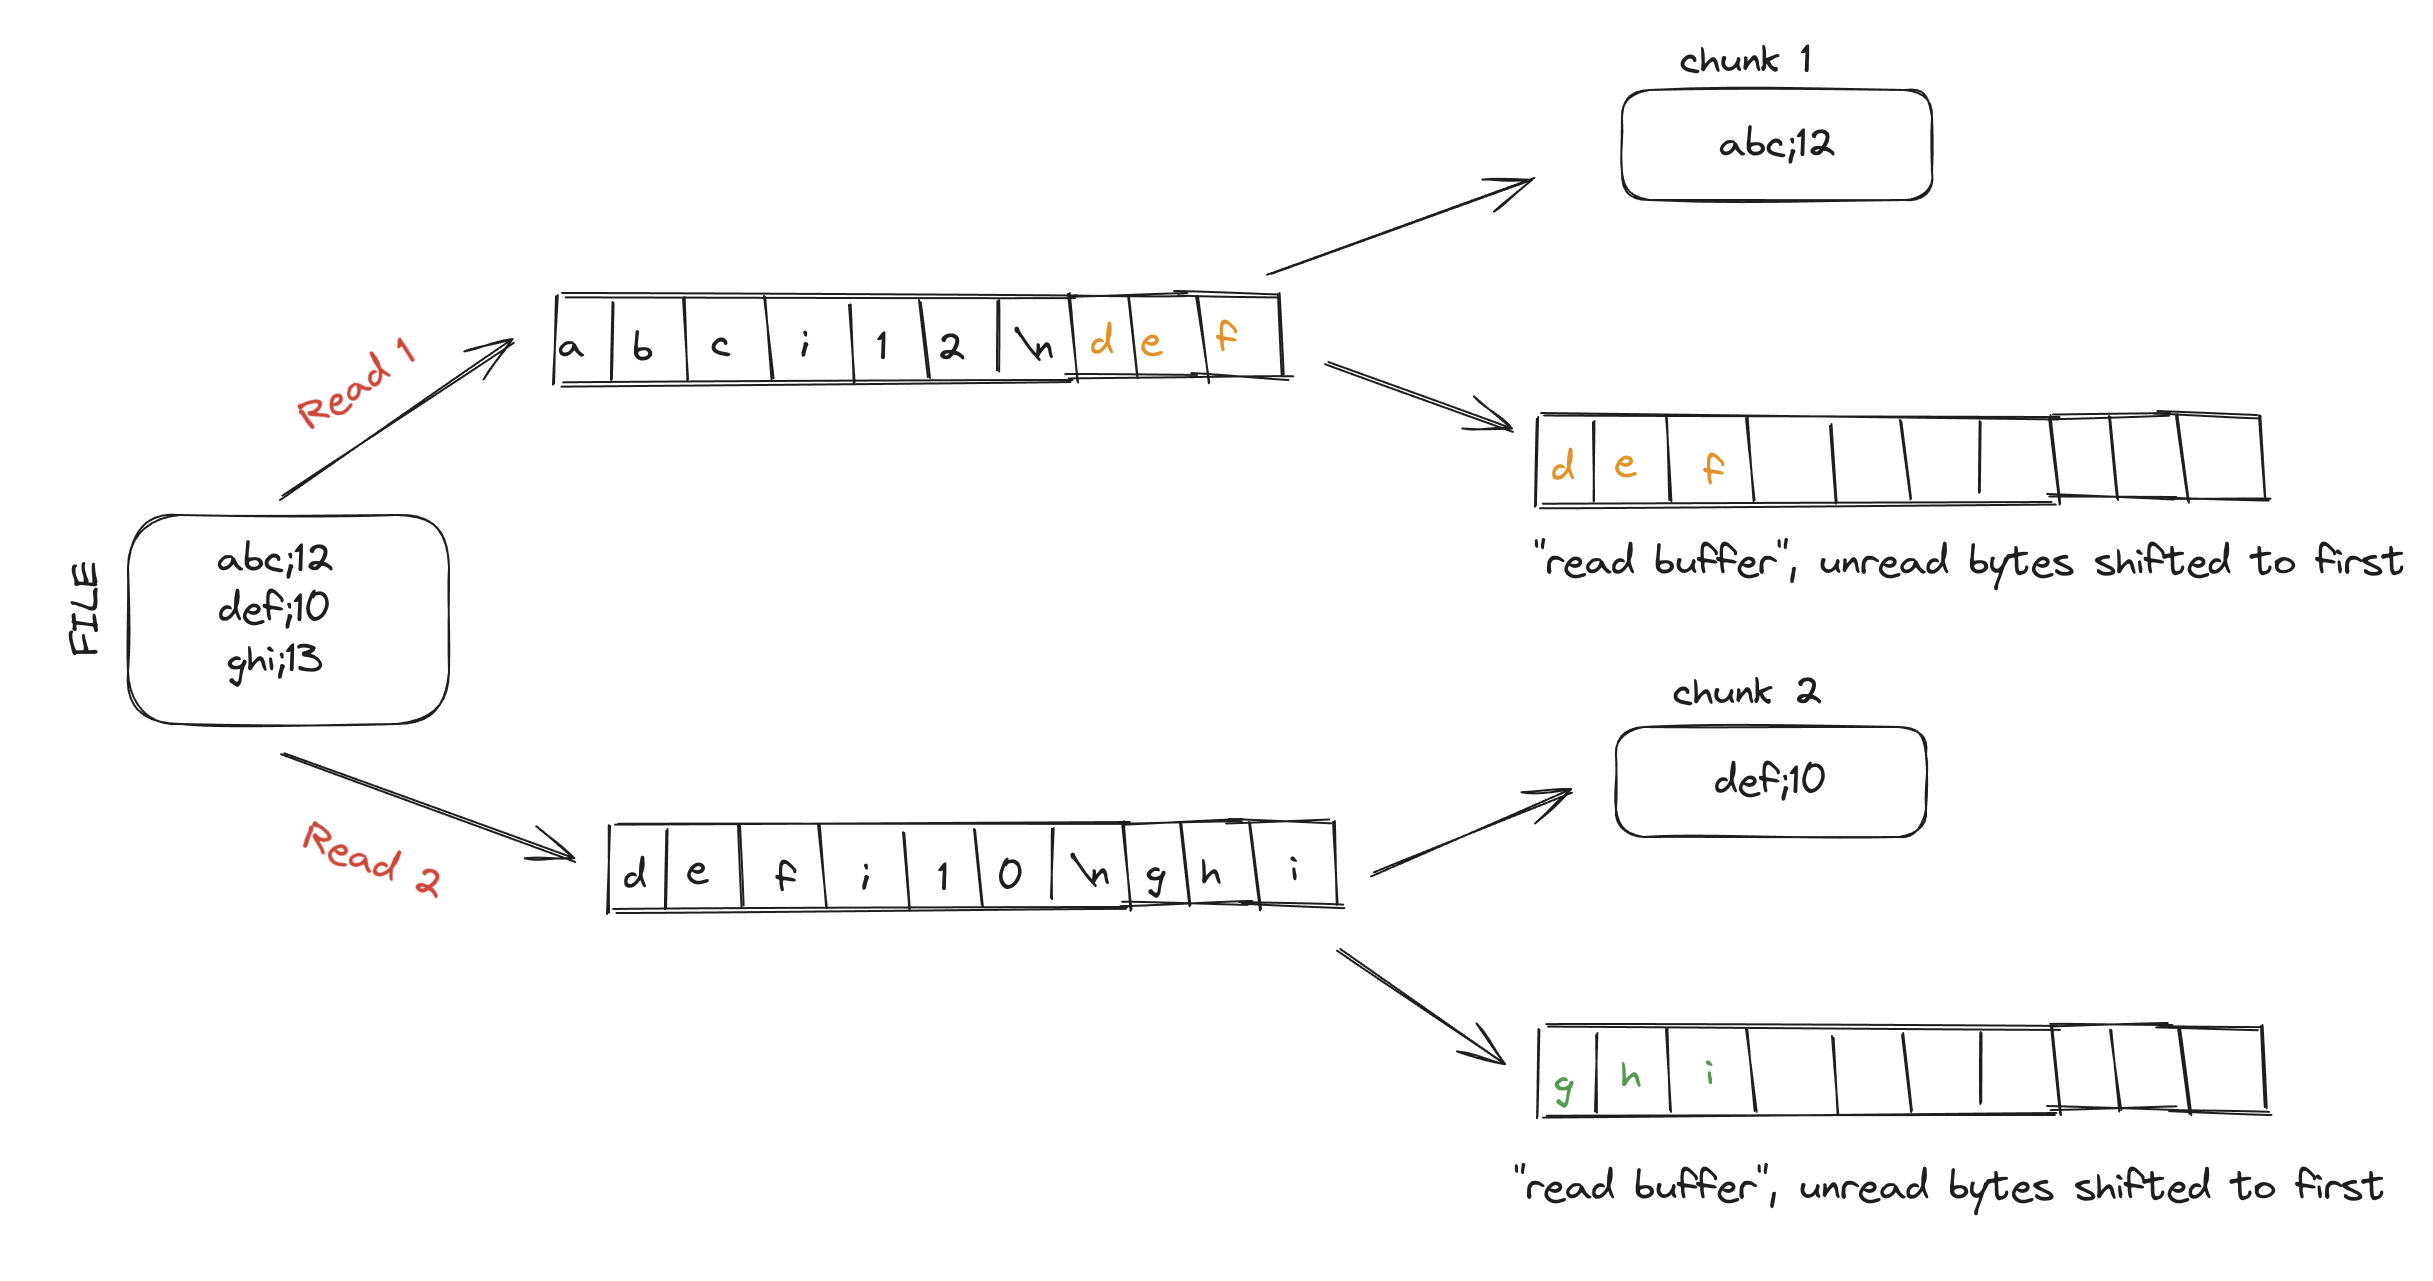 chunk 1
abc;12
Read 1
a b c ; 1 2 \n d e f
d e f
"read buffer", unread bytes shifted to first
FILE
abc;12
def;10
ghi;13
chunk 2
def;10
Read 2
d e f ; 1 0 \n g h i
g h i
"read buffer", unread bytes shifted to first